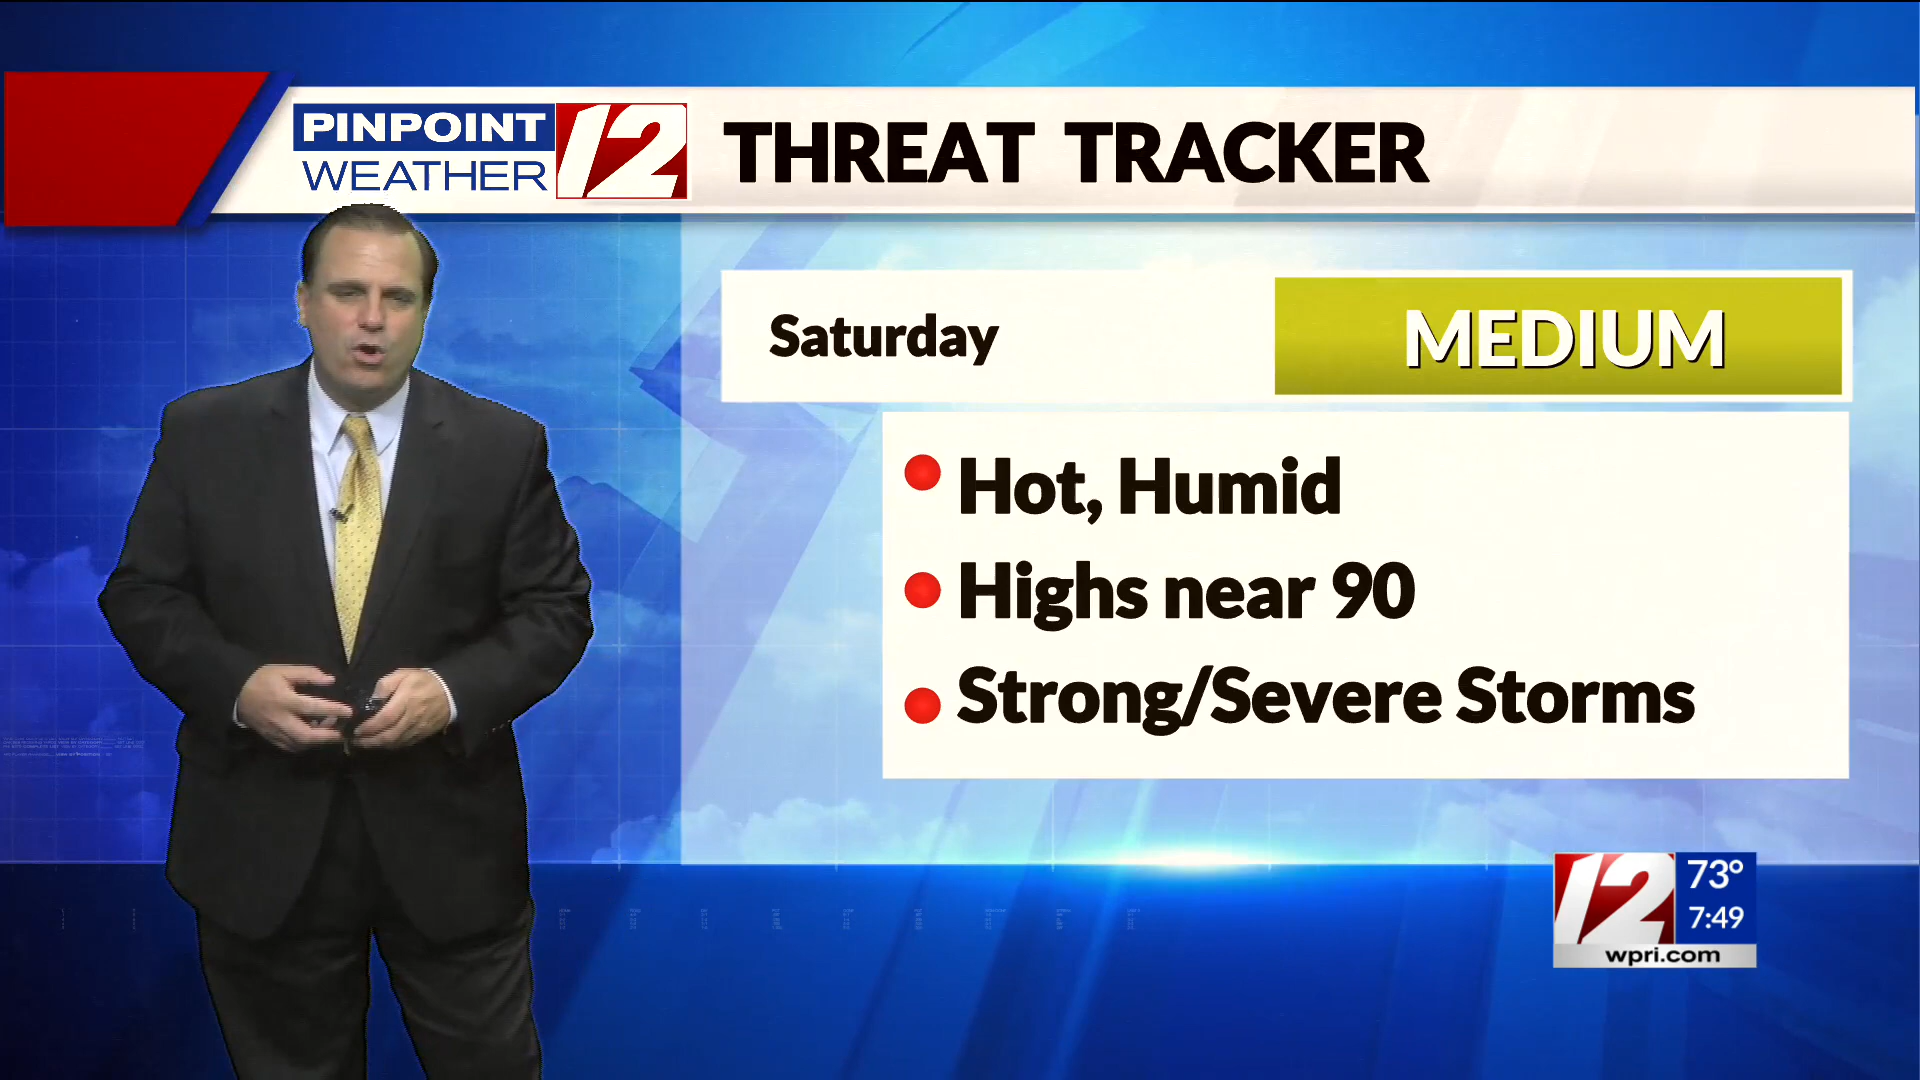 PINPOINT
WEATHER
12
THREAT TRACKER
Saturday
MEDIUM
Hot, Humid
Highs near 90
Strong/Severe Storms
12
73°
7:49
wpri.com